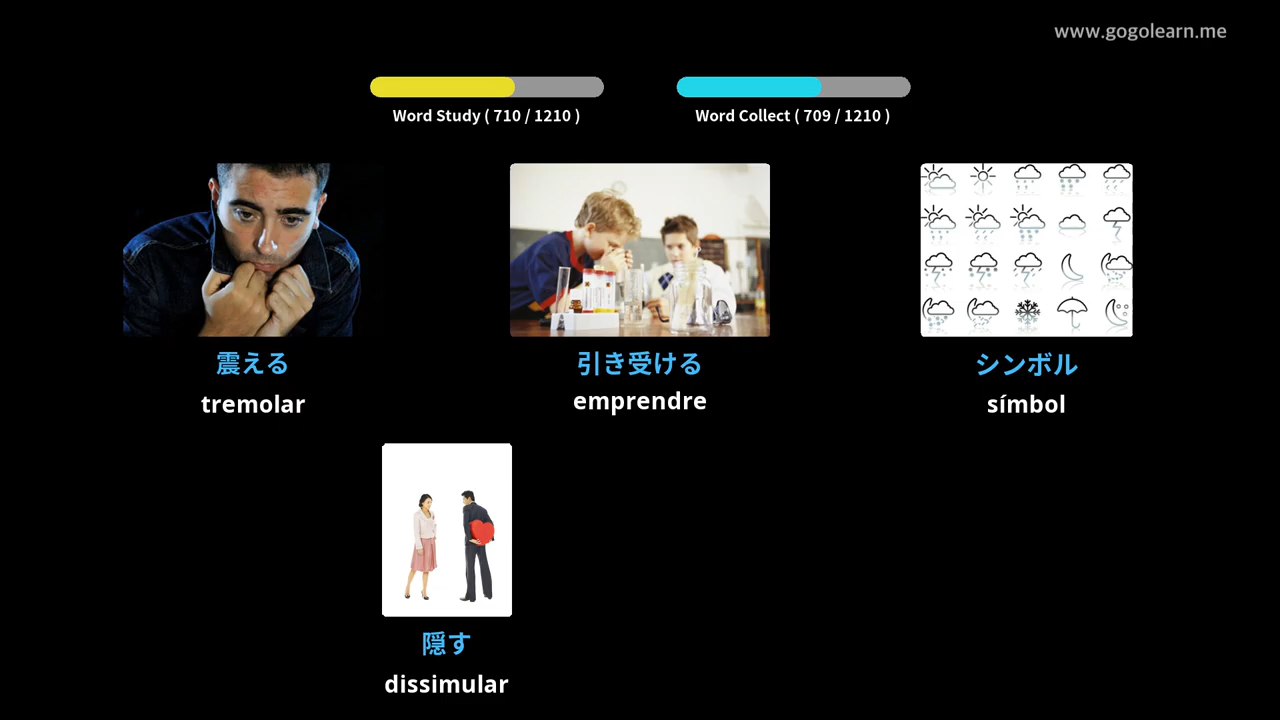 www.gogolearn.me
Word Study ( 710 / 1210 )
Word Collect ( 709 / 1210 )
震える
tremolar
引き受ける
emprendre
シンボル
símbol
隠す
dissimular